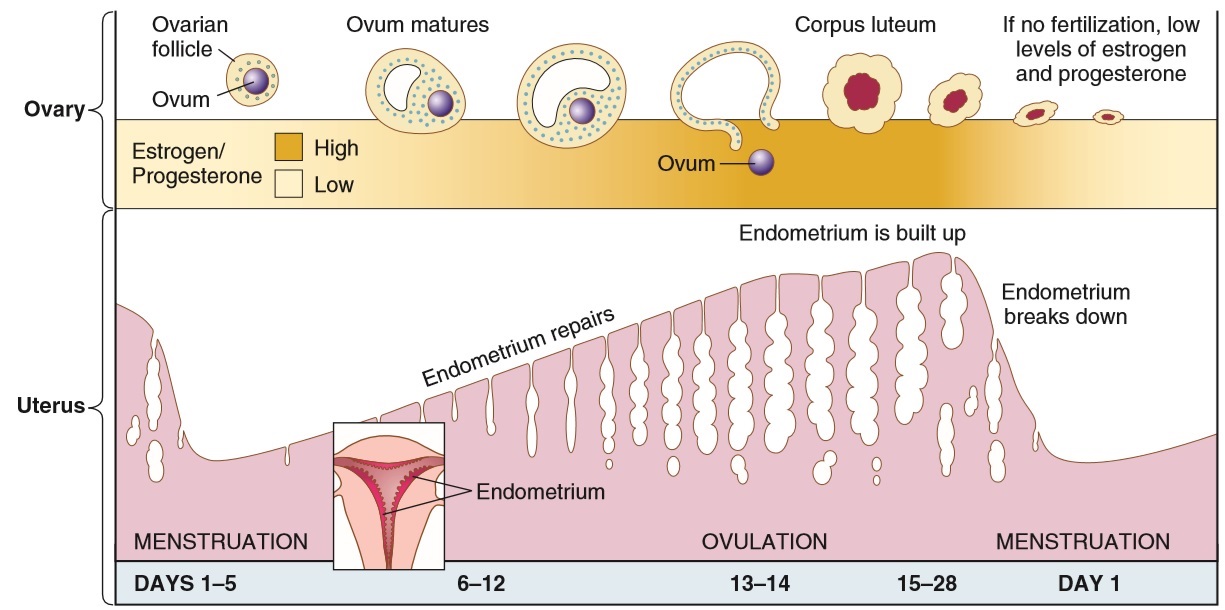 Ovarian
follicle
Ovum matures
Corpus luteum
If no fertilization, low
levels of estrogen
and progesterone
Ovum
Ovary
Estrogen/
Progesterone
High
Low
Ovum
Endometrium is built up
Endometrium
breaks down
Endometrium repairs
Uterus
Endometrium
MENSTRUATION
OVULATION
MENSTRUATION
DAYS 1–5
6–12
13–14
15–28
DAY 1